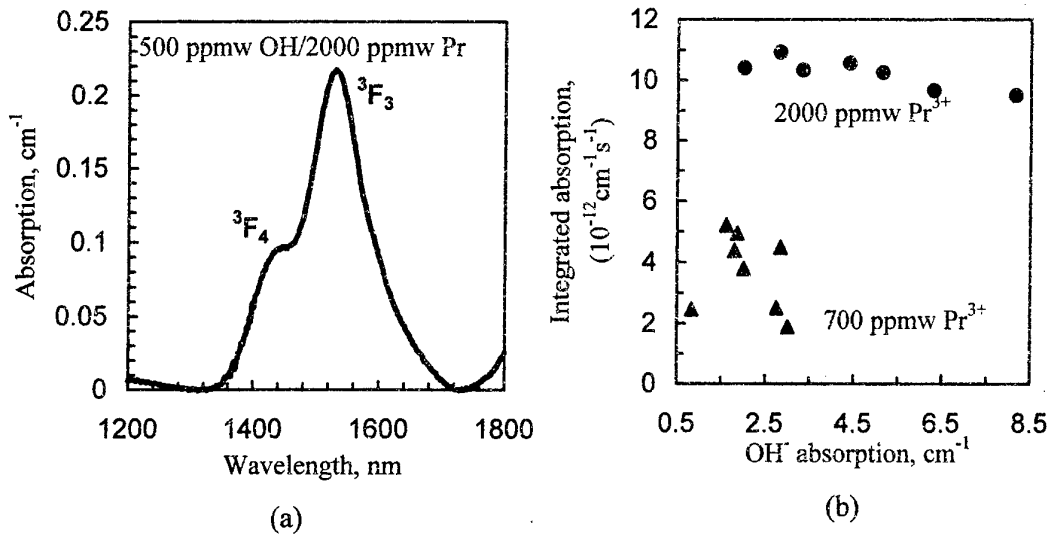 500 ppmw OH/2000 ppmw Pr
³F₃
³F₄
0.25
0.2
0.15
0.1
0.05
0
1200
1400
1600
1800
Absorption, cm⁻¹
Wavelength, nm
(a)
12
10
8
6
4
2
0
0.5
2.5
4.5
6.5
8.5
Integrated absorption,
(10⁻¹²cm⁻¹s⁻¹)
2000 ppmw Pr³⁺
700 ppmw Pr³⁺
OH⁻ absorption, cm⁻¹
(b)